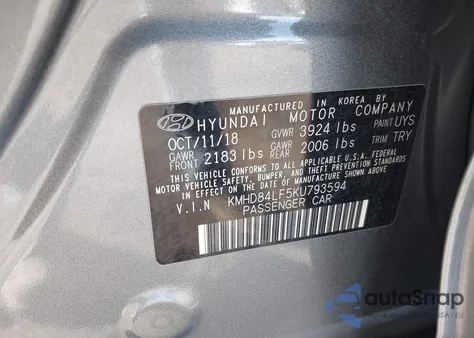 MANUFACTURED IN KOREA BY
HYUNDAI MOTOR COMPANY
OCT/11/18 GVWR 3924 lbs PAINT UYS
GAWR FRONT 2183 lbs GAWR REAR 2006 lbs TRIM TRY
THIS VEHICLE CONFORMS TO ALL APPLICABLE U.S.A. FEDERAL
MOTOR VEHICLE SAFETY, BUMPER, AND THEFT PREVENTION
STANDARDS IN EFFECT ON THE DATE OF MANUFACTURE SHOWN ABOVE.
V.I.N KMHD84LF5KU793594
PASSENGER CAR
autoSnap